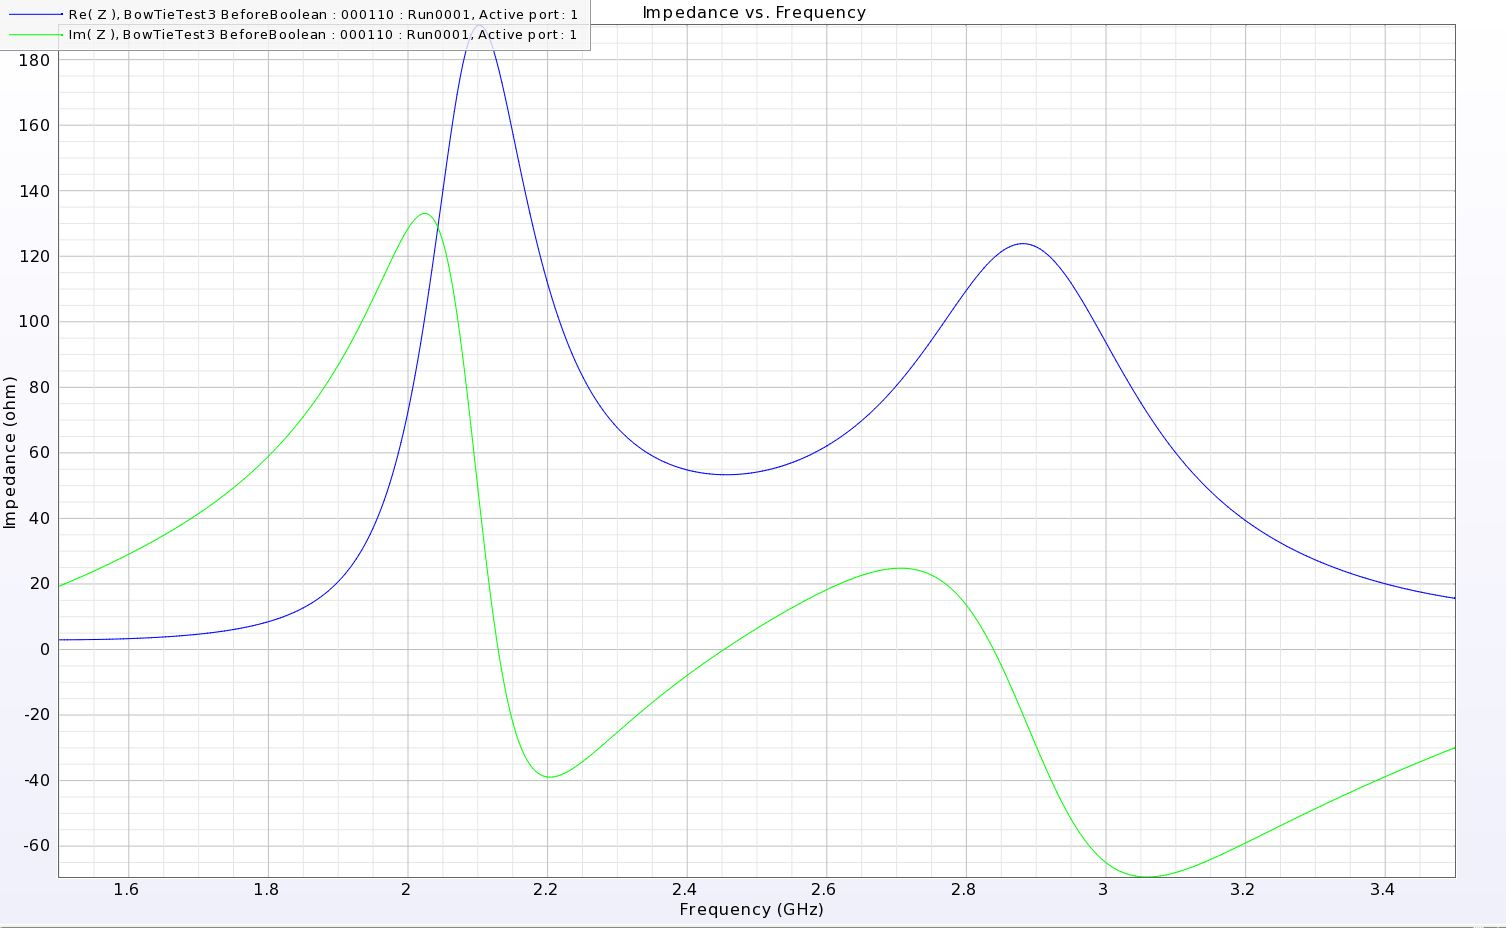 Impedance vs. Frequency
Re( Z ), BowTieTest3 BeforeBoolean : 000110 : Run0001, Active port: 1
Im( Z ), BowTieTest3 BeforeBoolean : 000110 : Run0001, Active port: 1
180
160
140
120
100
80
60
40
20
0
-20
-40
-60
Impedance (ohm)
1.6 1.8 2 2.2 2.4 2.6 2.8 3 3.2 3.4
Frequency (GHz)